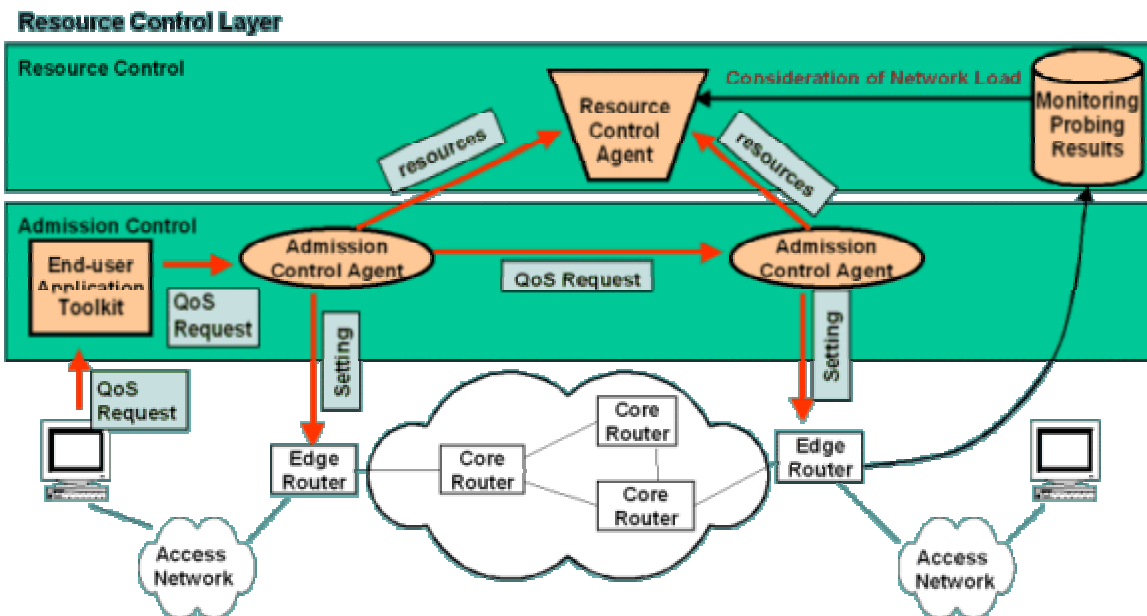 Resource Control Layer
Resource Control
Consideration of Network Load
Resource
Control
Agent
Monitoring
Probing
Results
resources
resources
Admission Control
End-user
Application
Toolkit
QoS
Request
Admission
Control Agent
QoS Request
Admission
Control Agent
Setting
Setting
QoS
Request
Edge
Router
Core
Router
Core
Router
Core
Router
Edge
Router
Access
Network
Access
Network